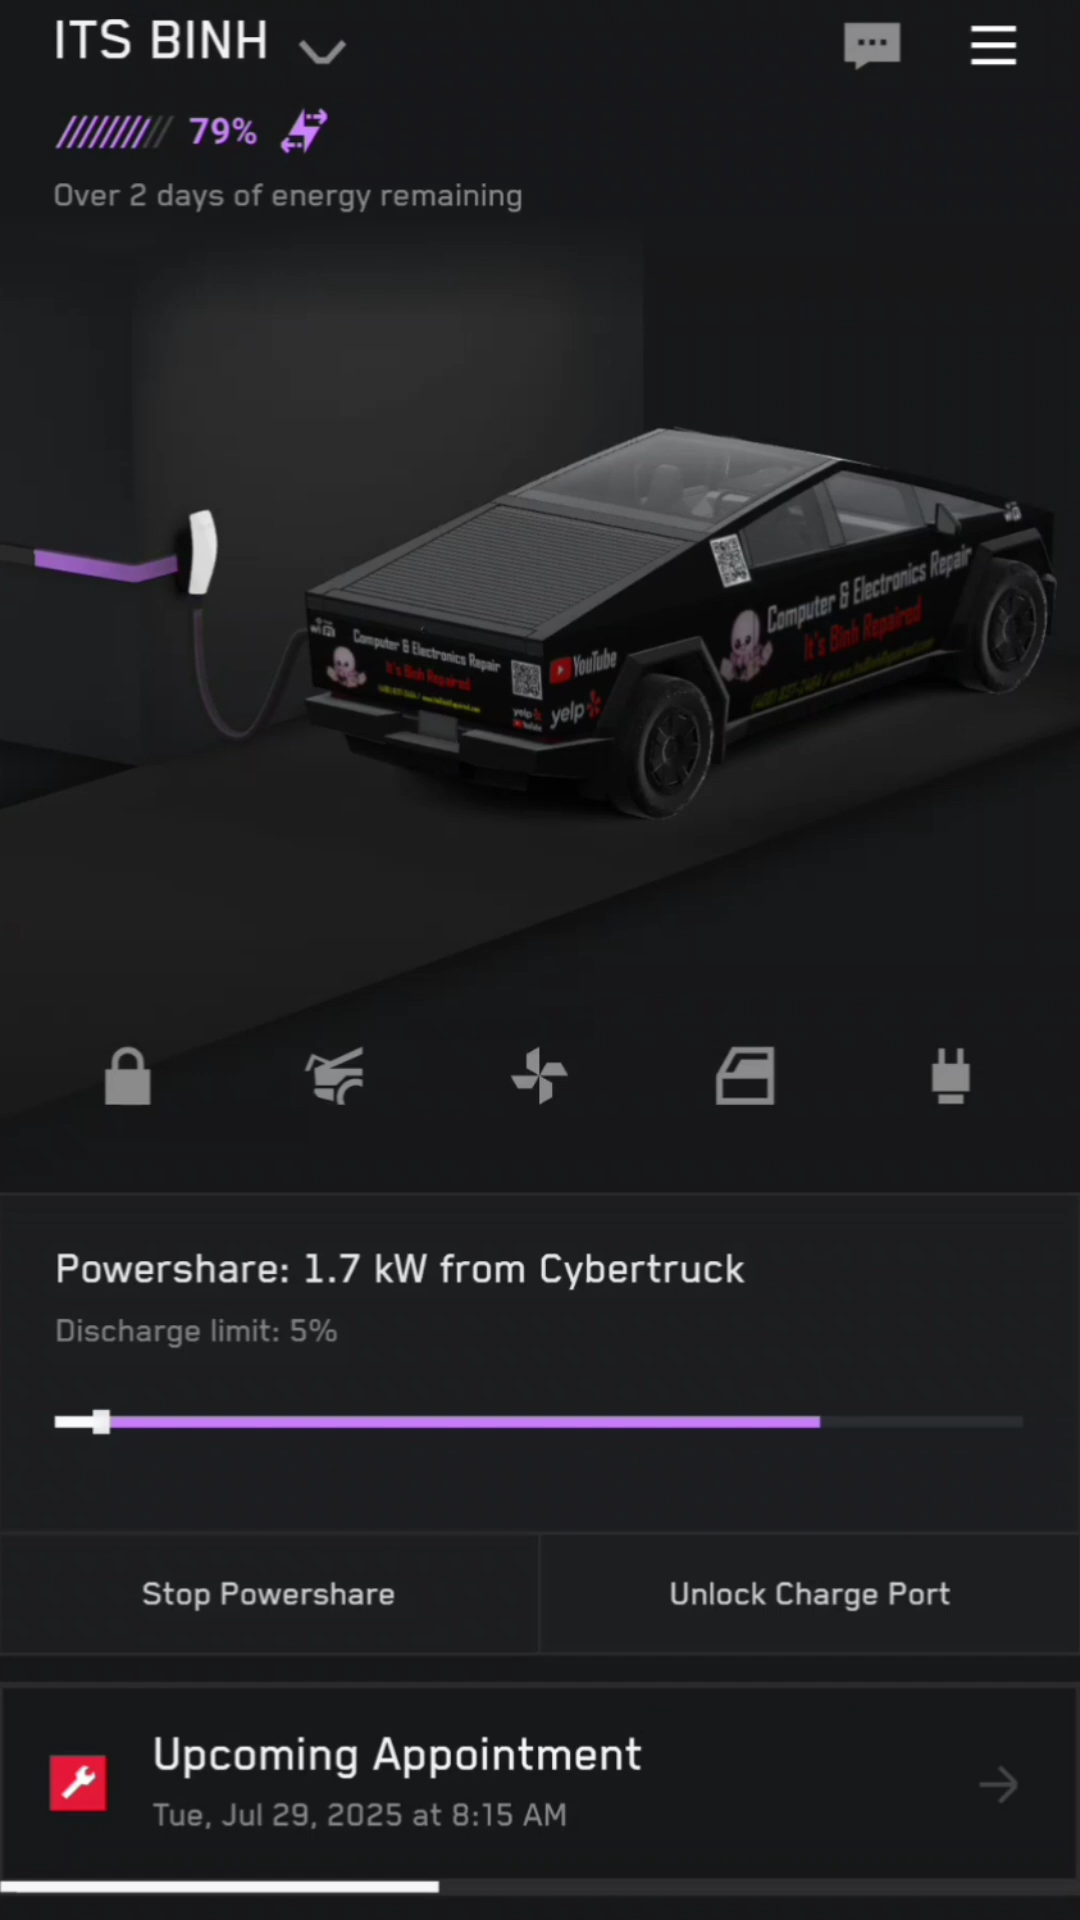 ITS BINH
79%
Over 2 days of energy remaining
Computer & Electronics Repair
It's Binh Repaired
Computer & Electronics Repair
It's Binh Repaired
YouTube
yelp
yelp
Powershare: 1.7 kW from Cybertruck
Discharge limit: 5%
Stop Powershare
Unlock Charge Port
Upcoming Appointment
Tue, Jul 29, 2025 at 8:15 AM